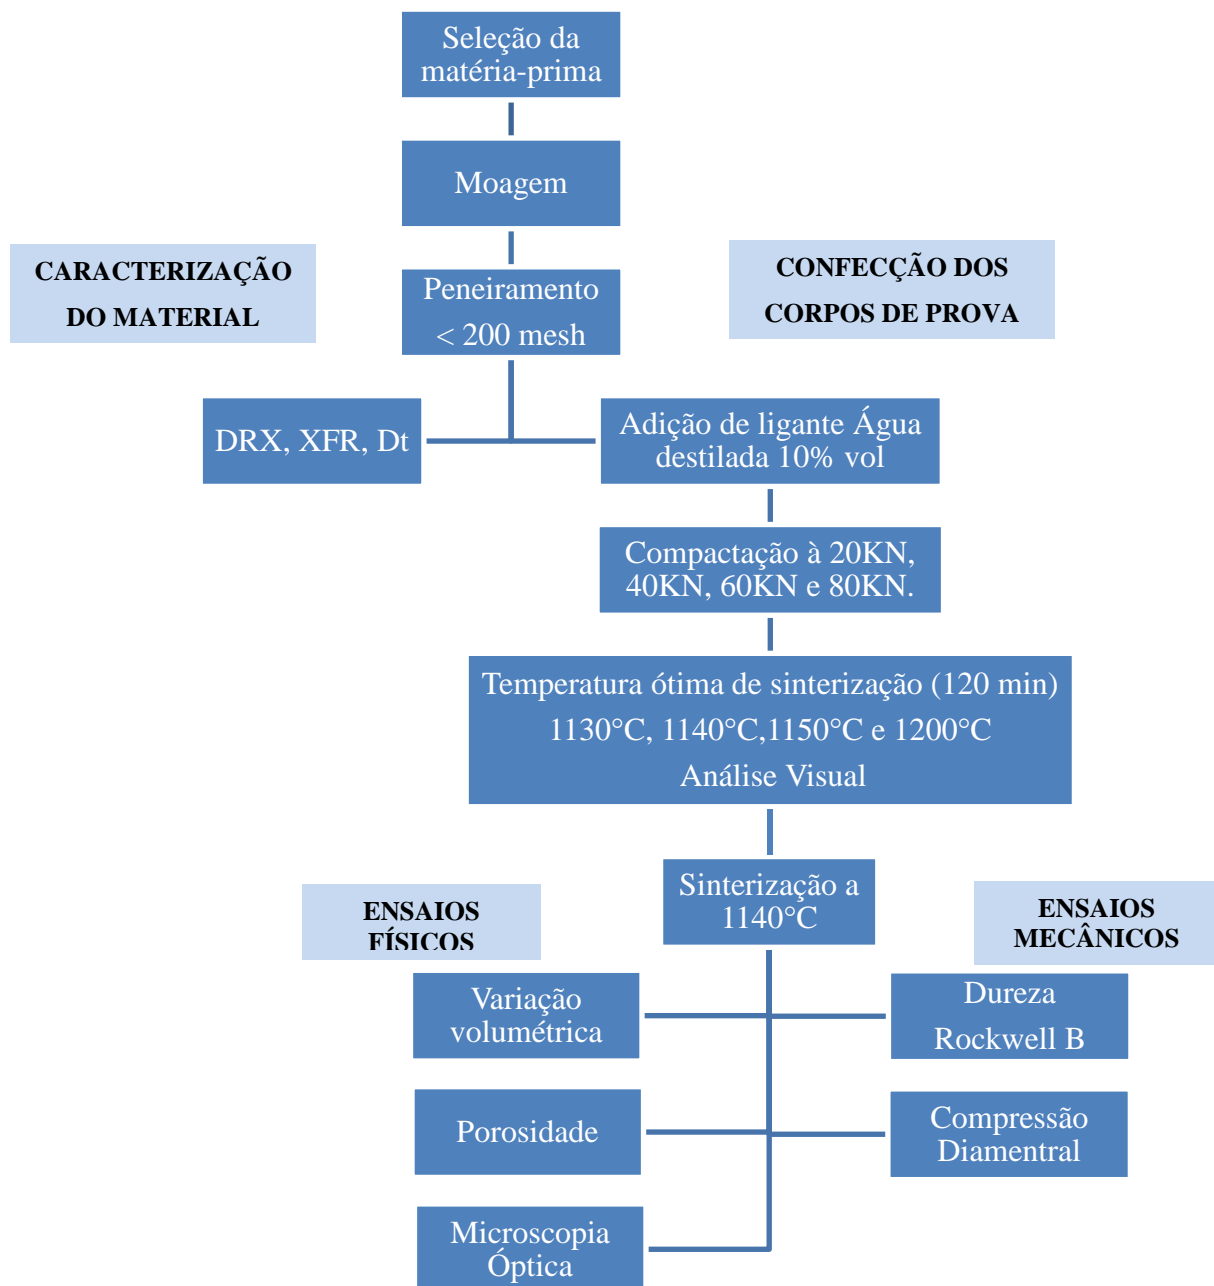 Seleção da
matéria-prima
Moagem
CARACTERIZAÇÃO
DO MATERIAL
CONFECÇÃO DOS
CORPOS DE PROVA
Peneiramento
< 200 mesh
DRX, XFR, Dt
Adição de ligante Água
destilada 10% vol
Compactação à 20KN,
40KN, 60KN e 80KN.
Temperatura ótima de sinterização (120 min)
1130°C, 1140°C,1150°C e 1200°C
Análise Visual
Sinterização a
1140°C
ENSAIOS
FÍSICOS
ENSAIOS
MECÂNICOS
Variação
volumétrica
Dureza
Rockwell B
Porosidade
Compressão
Diamentral
Microscopia
Óptica